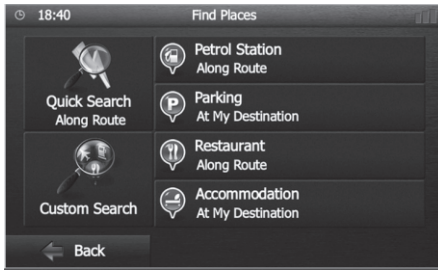 18:40
Find Places
Quick Search
Along Route
Custom Search
Petrol Station
Along Route
P
Parking
At My Destination
Restaurant
Along Route
Accommodation
At My Destination
Back